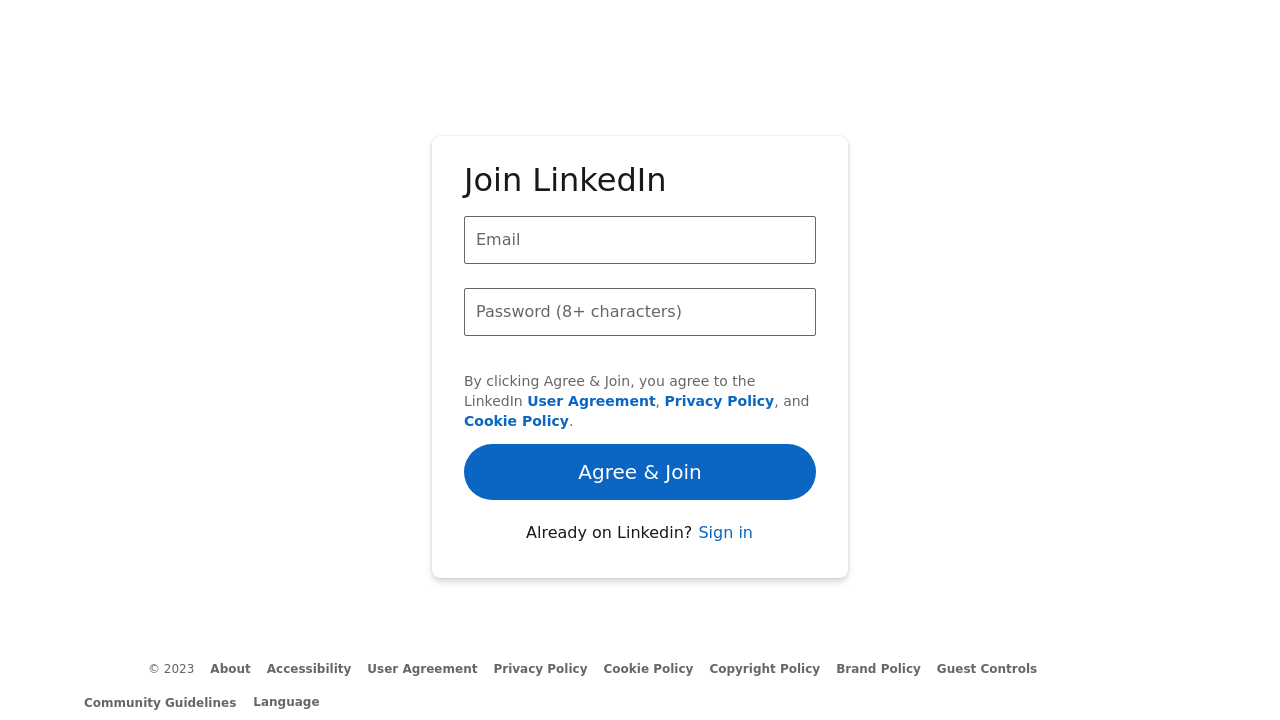 Join LinkedIn
Email
Password (8+ characters)
By clicking Agree & Join, you agree to the
LinkedIn User Agreement, Privacy Policy, and
Cookie Policy.
Agree & Join
Already on Linkedin? Sign in
© 2023 About Accessibility User Agreement Privacy Policy Cookie Policy Copyright Policy Brand Policy Guest Controls
Community Guidelines Language